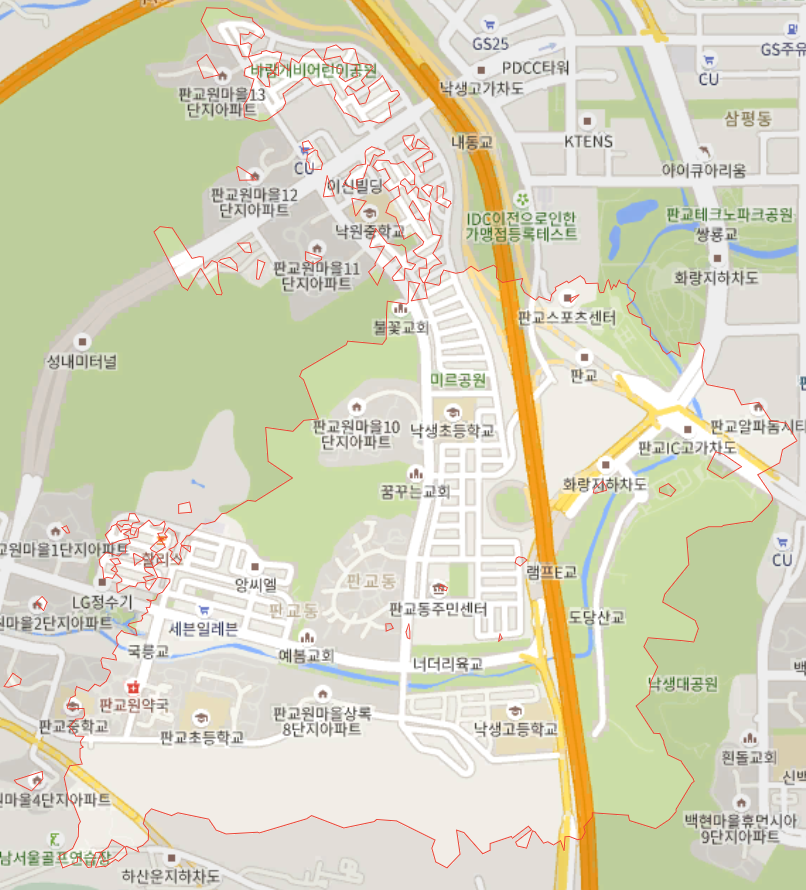 GS25
PDCC타워
GS주유
CU
바람개비어린이공원
판교원마을13
단지아파트
낙생고가차도
삼평동
KTENS
내동교
아이큐아리움
CU
이신빌딩
판교원마을12
단지아파트
낙원중학교
IDC이전으로인한
가맹점등록테스트
판교테크노파크공원
쌍룡교
판교원마을11
단지아파트
화랑지하차도
불꽃교회
판교스포츠센터
성내미터널
미르공원
판교
판교원마을10
단지아파트
낙생초등학교
판교알파돔시티
판교IC고가차도
꿈꾸는교회
화랑지하차도
교원마을1단지아파트
할리스
CU
앙씨엘
판교동
램프E교
LG정수기
판교동
판교동주민센터
원마을2단지아파트
세븐일레븐
도당산교
국릉교
예봄교회
너더리육교
백
낙생대공원
판교원약국
판교중학교
판교초등학교
판교원마을상록
8단지아파트
낙생고등학교
흰돌교회
신백
원마을4단지아파트
백현마을휴먼시아
9단지아파트
남서울골프연습장
하산운지하차도